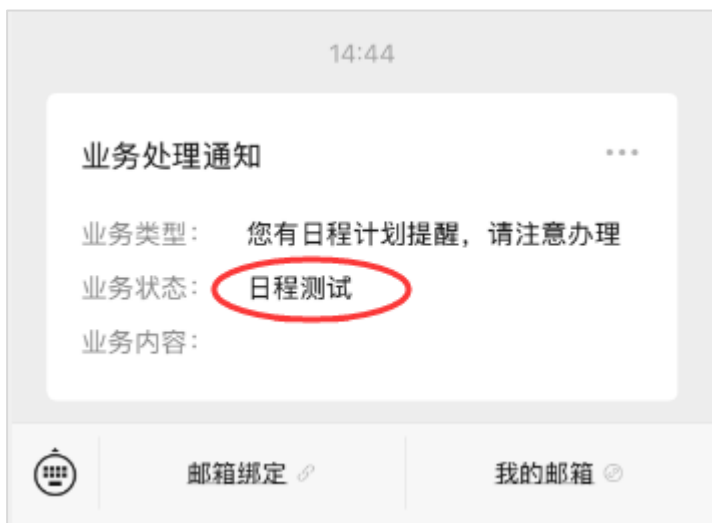 14:44
业务处理通知
业务类型： 您有日程计划提醒，请注意办理
业务状态： 日程测试
业务内容：
邮箱绑定 我的邮箱